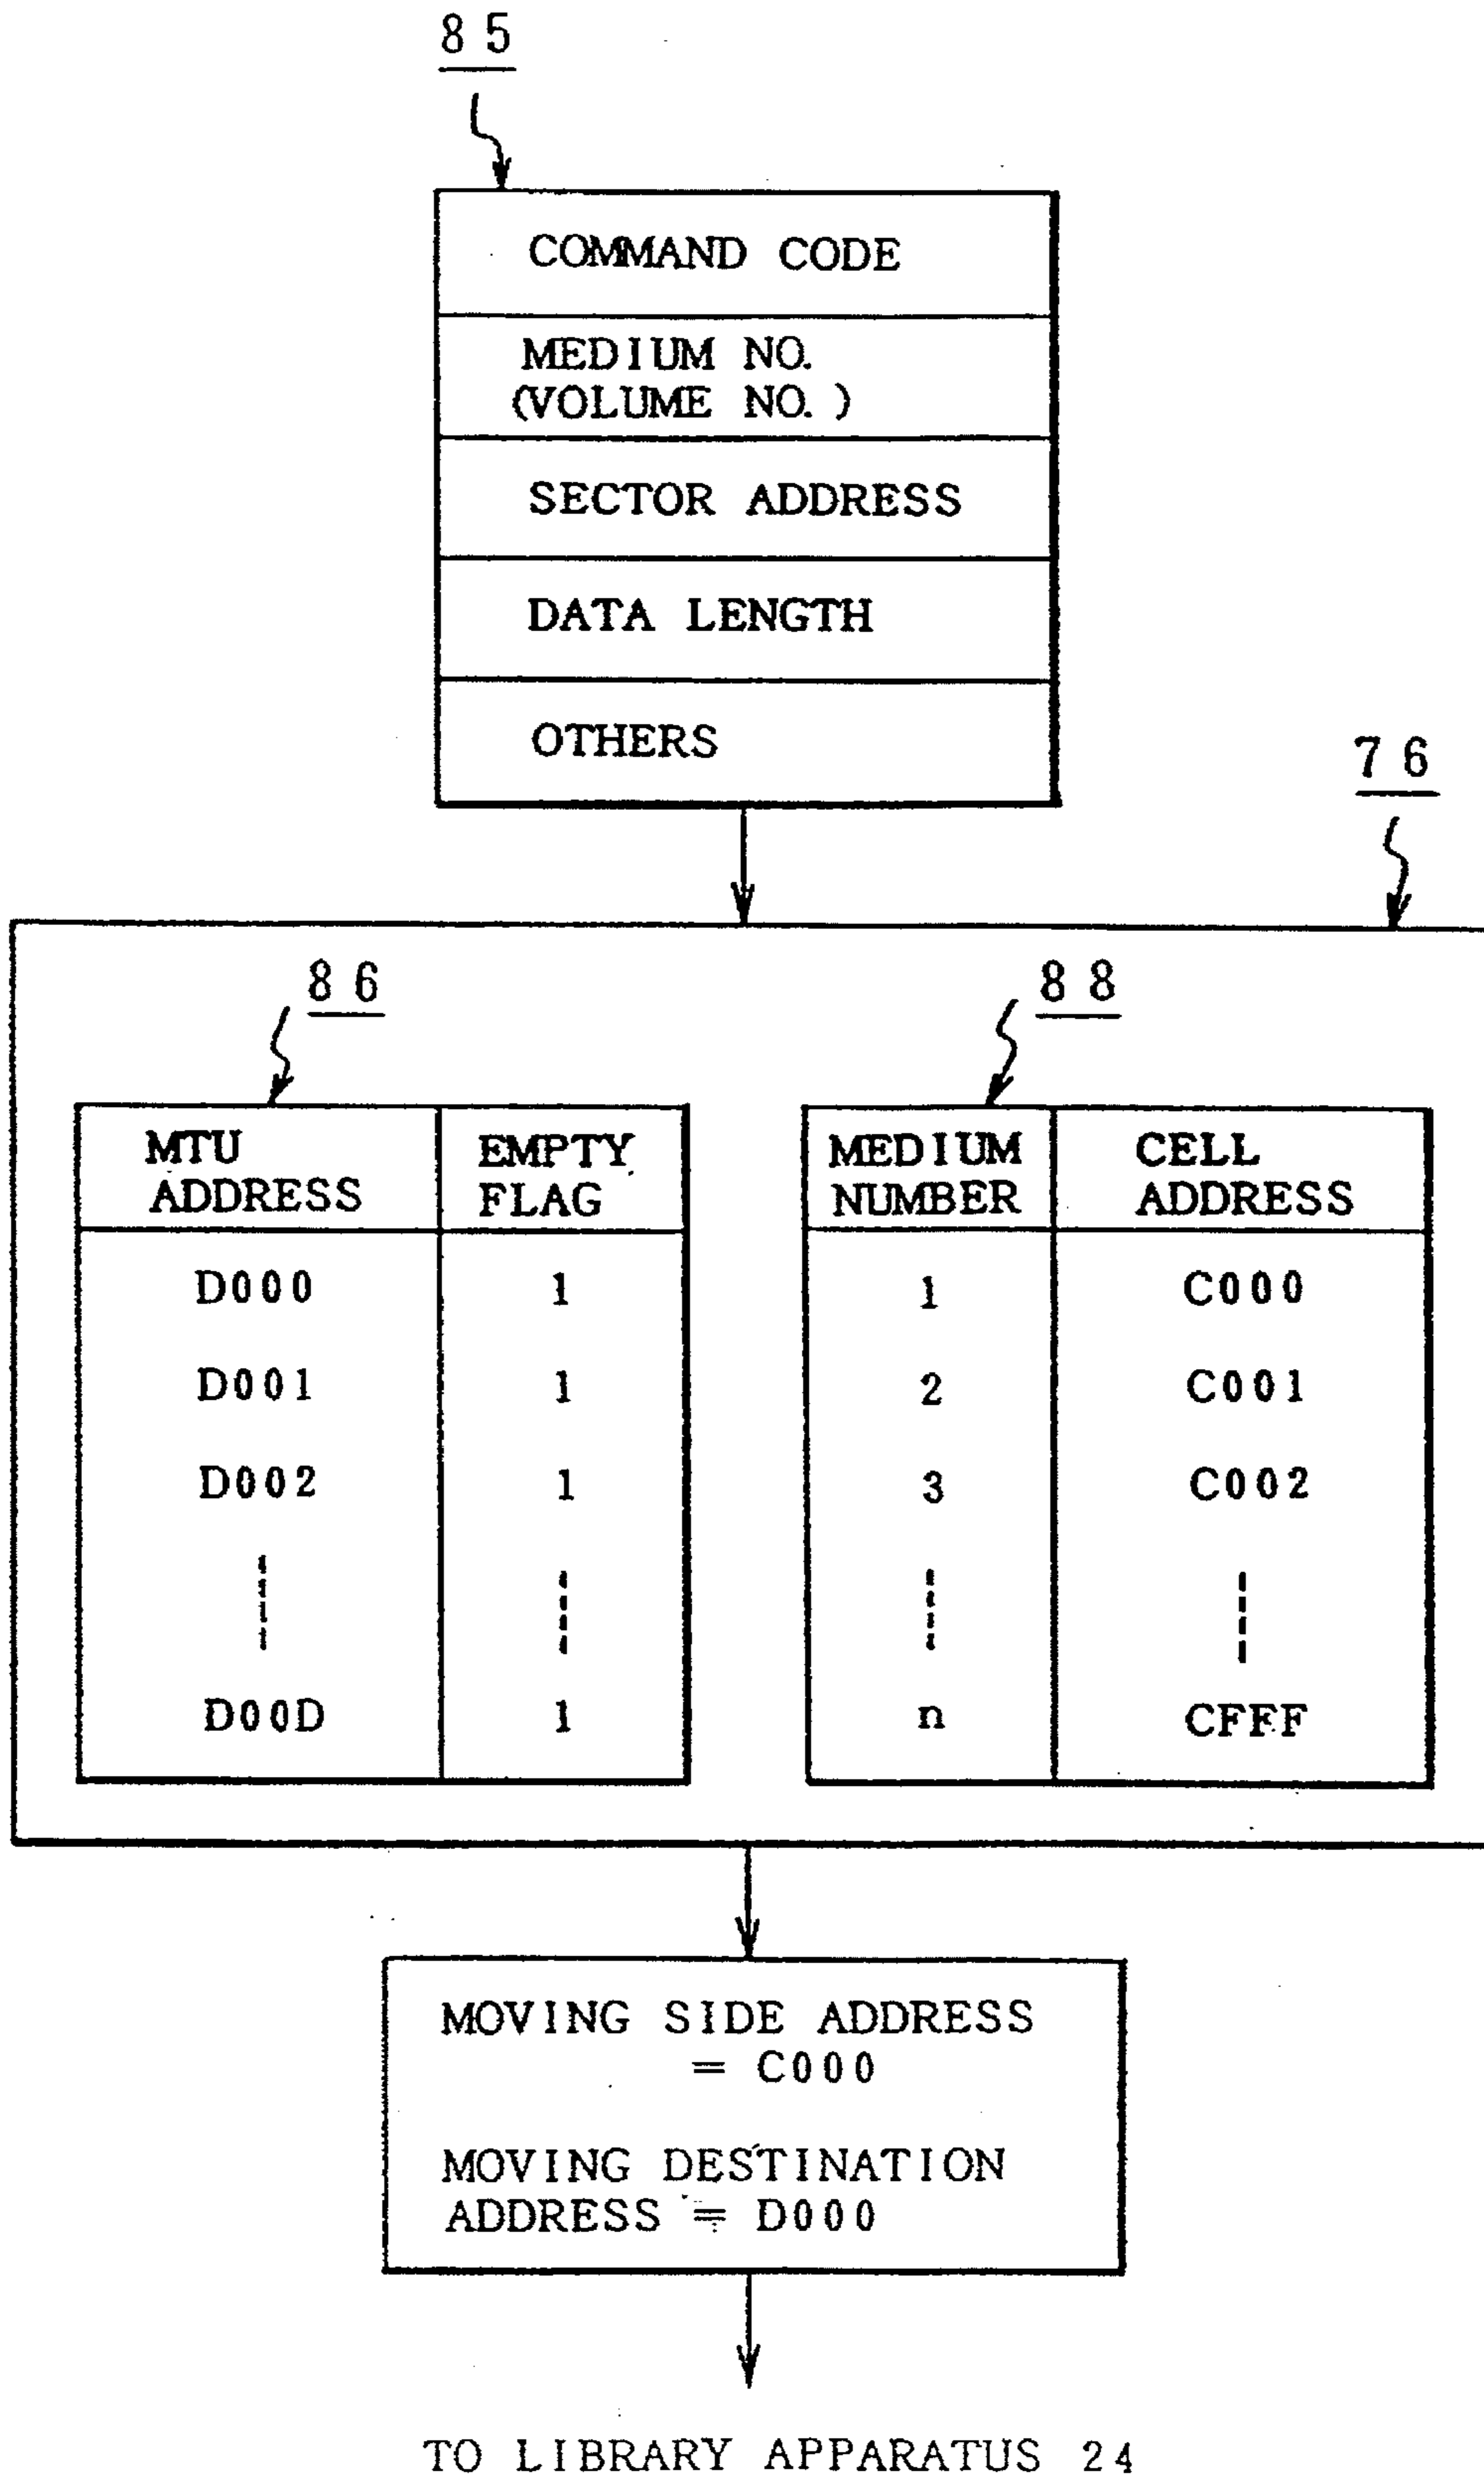 85
COMMAND CODE
MEDIUM NO.
(VOLUME NO.)
SECTOR ADDRESS
DATA LENGTH
OTHERS
76
86
88
MTU ADDRESS EMPTY FLAG
D000 1
D001 1
D002 1
D00D 1
MEDIUM NUMBER CELL ADDRESS
1 C000
2 C001
3 C002
n CFFF
MOVING SIDE ADDRESS
= C000
MOVING DESTINATION
ADDRESS = D000
TO LIBRARY APPARATUS 24